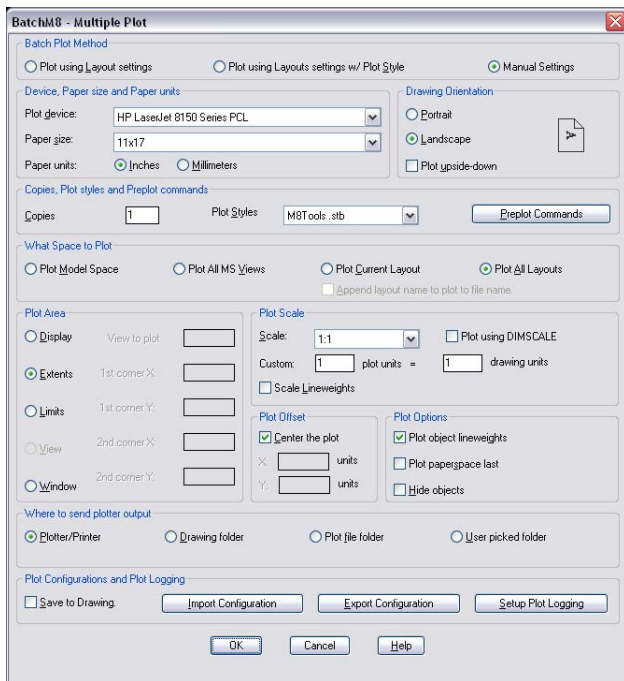 BatchM8 - Multiple Plot
Batch Plot Method
Plot using Layout settings
Plot using Layouts settings w/ Plot Style
Manual Settings
Device, Paper size and Paper units
Plot device:
HP LaserJet 8150 Series PCL
Paper size:
11x17
Paper units:
Inches
Millimeters
Drawing Orientation
Portrait
Landscape
Plot upside-down
A
Copies, Plot styles and Preplot commands
Copies
1
Plot Styles
M8Tools .stb
Preplot Commands
What Space to Plot
Plot Model Space
Plot All MS Views
Plot Current Layout
Plot All Layouts
Append layout name to plot to file name.
Plot Area
Display
View to plot
Extents
1st corner X:
Limits
1st corner Y:
View
2nd corner X:
Window
2nd corner Y:
Plot Scale
Scale:
1:1
Plot using DIMSCALE
Custom:
1
plot units =
1
drawing units
Scale Lineweights
Plot Offset
Center the plot
X:
units
Y:
units
Plot Options
Plot object lineweights
Plot paperspace last
Hide objects
Where to send plotter output
Plotter/Printer
Drawing folder
Plot file folder
User picked folder
Plot Configurations and Plot Logging
Save to Drawing.
Import Configuration
Export Configuration
Setup Plot Logging
OK
Cancel
Help